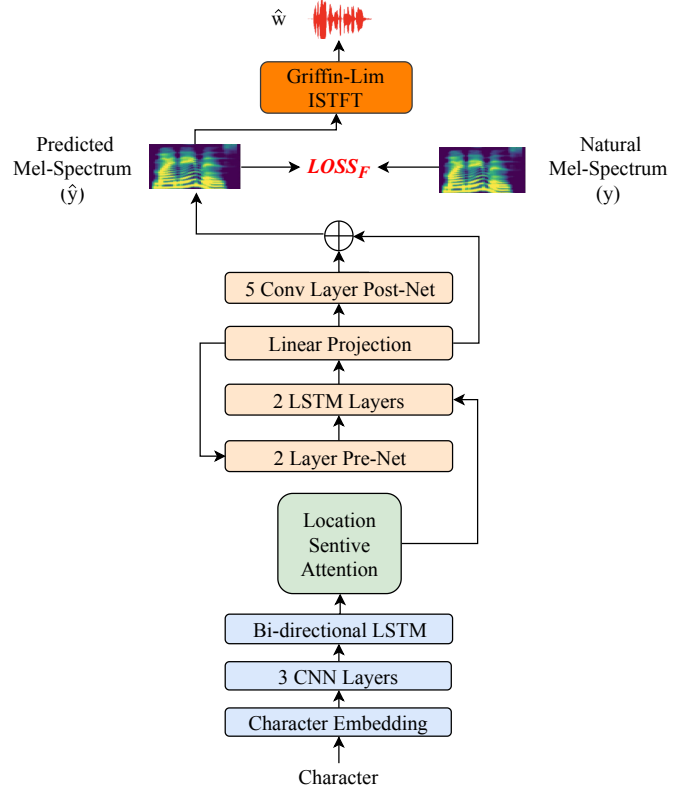 ŵ
Griffin-Lim
ISTFT
Predicted
Mel-Spectrum
(ŷ)
LOSS_F
Natural
Mel-Spectrum
(y)
5 Conv Layer Post-Net
Linear Projection
2 LSTM Layers
2 Layer Pre-Net
Location
Sentive
Attention
Bi-directional LSTM
3 CNN Layers
Character Embedding
Character